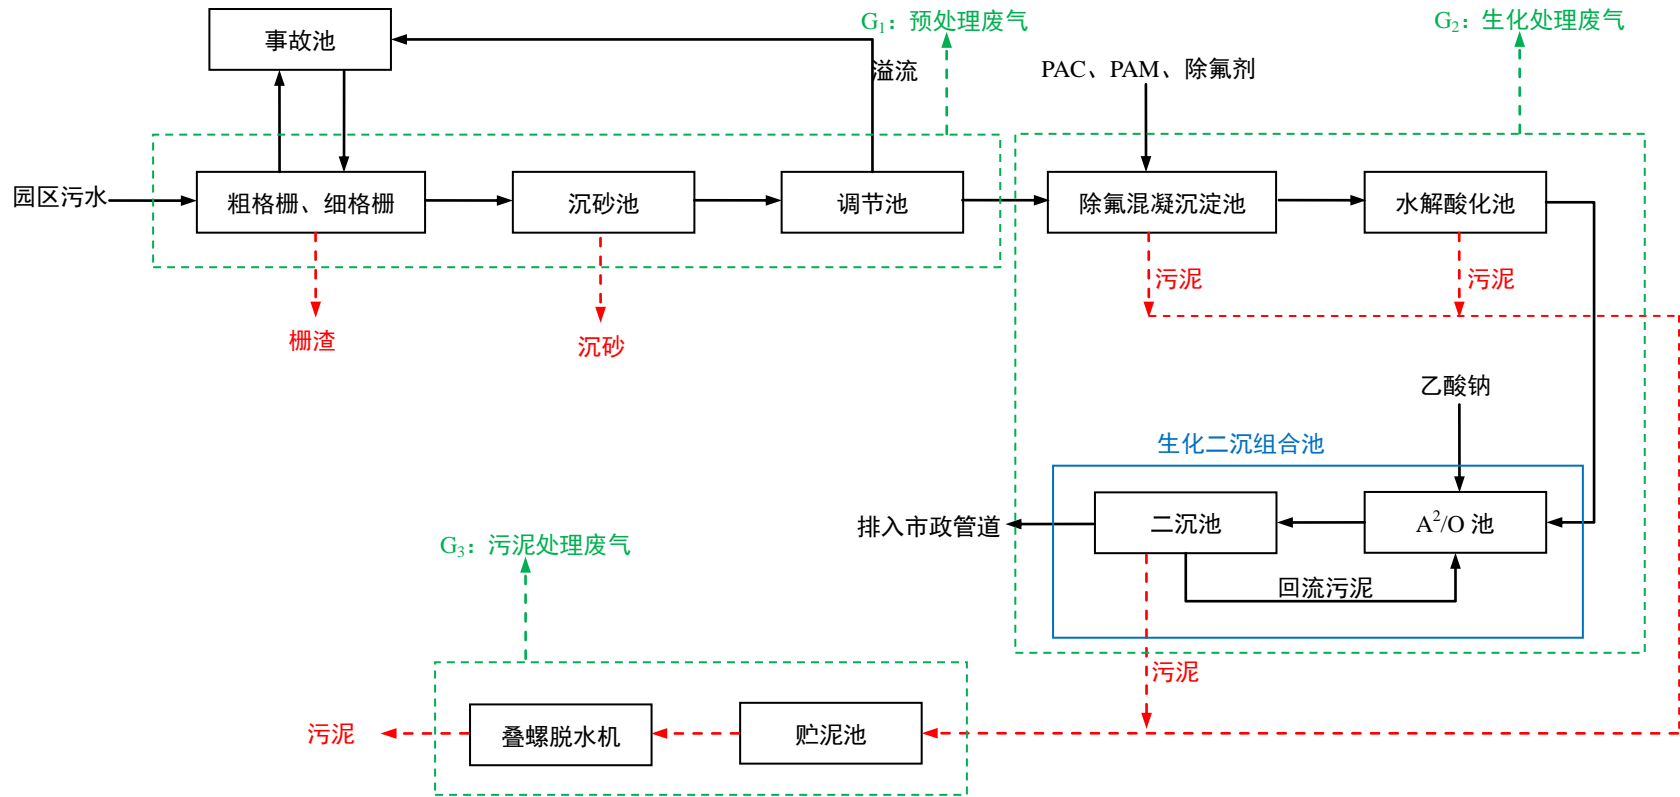 G₁：预处理废气
G₂：生化处理废气
事故池
溢流
PAC、PAM、除氟剂
园区污水
粗格栅、细格栅
沉砂池
调节池
除氟混凝沉淀池
水解酸化池
污泥
污泥
栅渣
沉砂
乙酸钠
生化二沉组合池
排入市政管道
二沉池
A²/O 池
G₃：污泥处理废气
回流污泥
污泥
污泥
叠螺脱水机
贮泥池